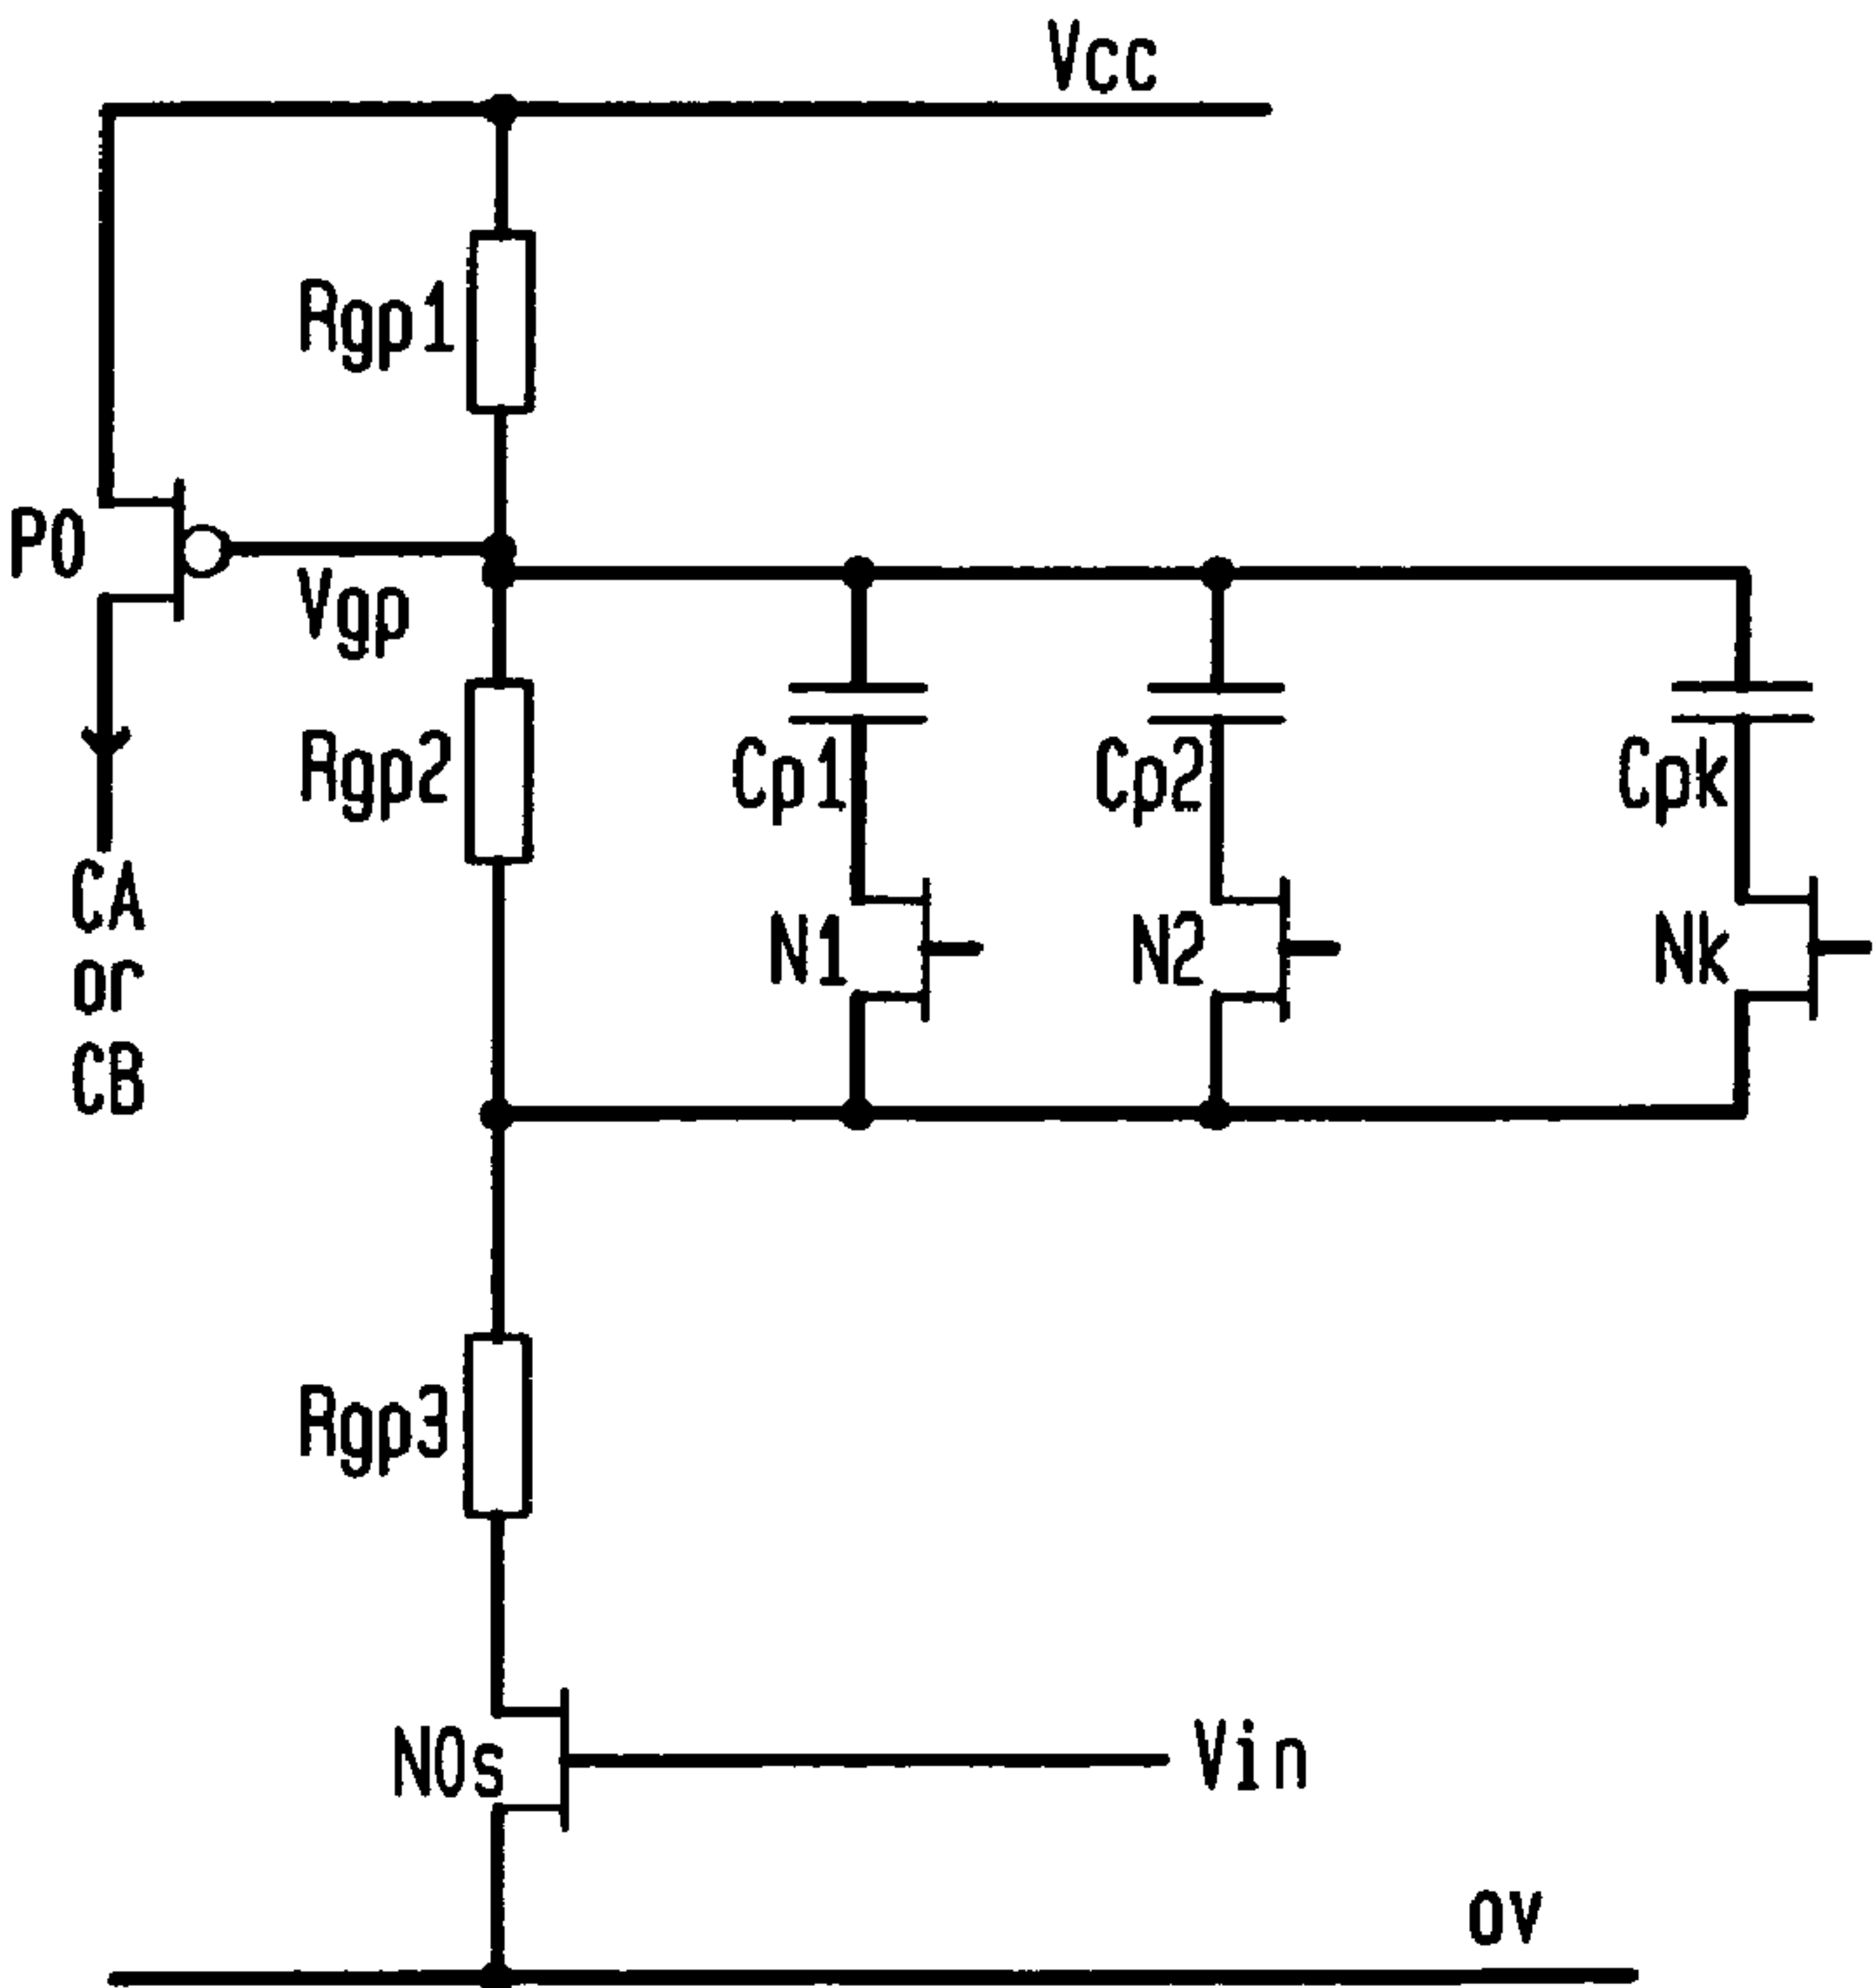 Vcc
Rgp1
P0
Vgp
Rgp2
Cp1
Cp2
Cpk
CA
or
CB
N1
N2
Nk
Rgp3
N0s
Vin
0v